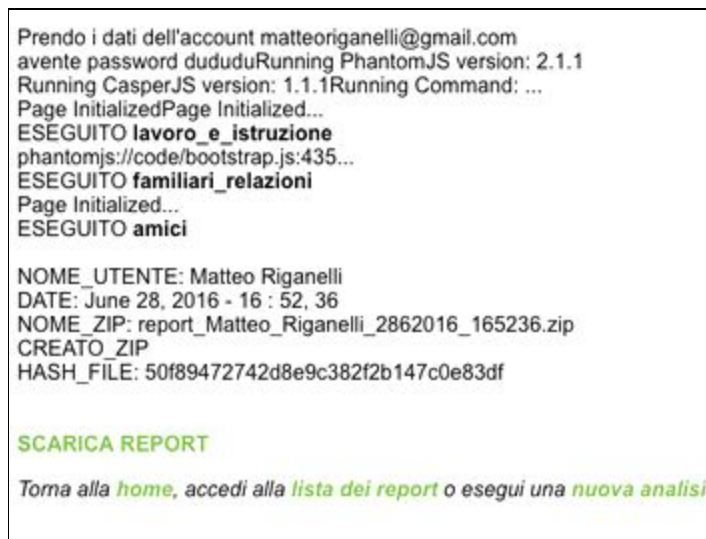 Prendo i dati dell'account matteoriganelli@gmail.com
avente password dududuRunning PhantomJS version: 2.1.1
Running CasperJS version: 1.1.1Running Command: ...
Page InitializedPage Initialized...
ESEGUITO lavoro_e_istruzione
phantomjs://code/bootstrap.js:435...
ESEGUITO familiari_relazioni
Page Initialized...
ESEGUITO amici
NOME_UTENTE: Matteo Riganelli
DATE: June 28, 2016 - 16 : 52, 36
NOME_ZIP: report_Matteo_Riganelli_2862016_165236.zip
CREATO_ZIP
HASH_FILE: 50f89472742d8e9c382f2b147c0e83df
SCARICA REPORT
Torna alla home, accedi alla lista dei report o esegui una nuova analisi